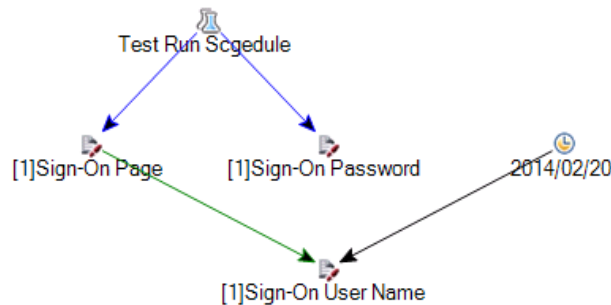 Test Run Scgedule
[1]Sign-On Page
[1]Sign-On Password
2014/02/20
[1]Sign-On User Name